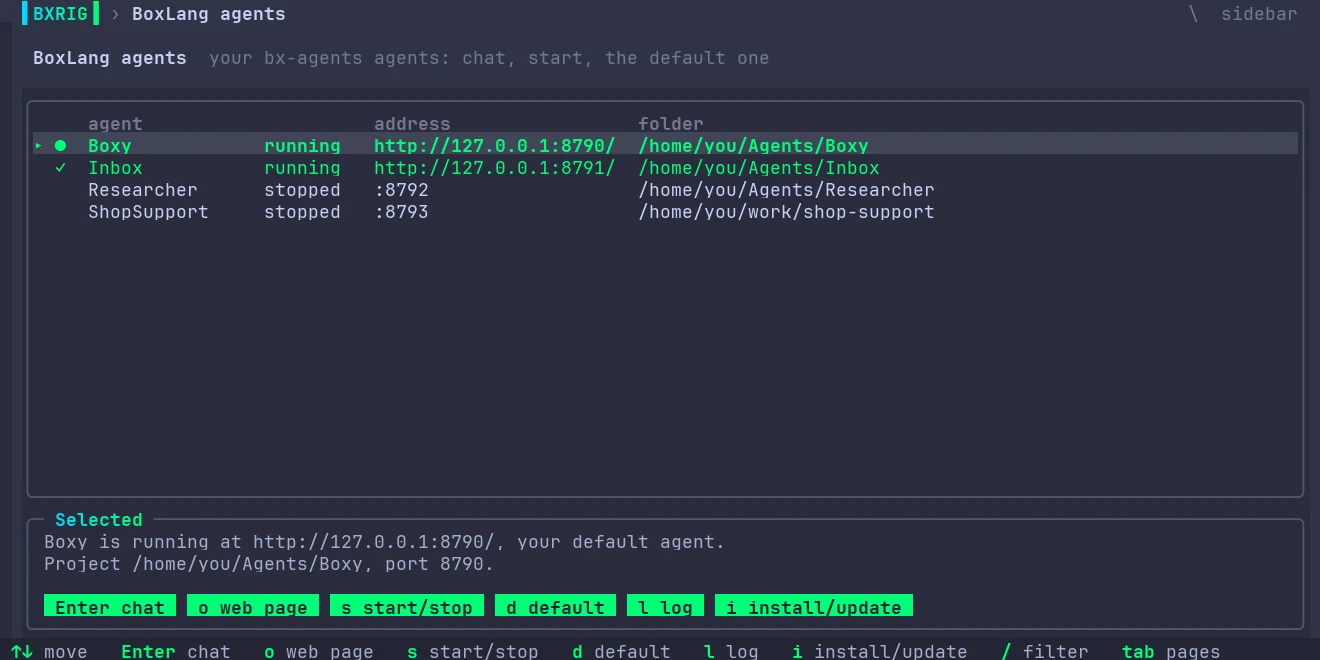 BXRIG › BoxLang agents \ sidebar
BoxLang agents your bx-agents agents: chat, start, the default one
agent address folder
▸ ● Boxy running http://127.0.0.1:8790/ /home/you/Agents/Boxy
✓ Inbox running http://127.0.0.1:8791/ /home/you/Agents/Inbox
Researcher stopped :8792 /home/you/Agents/Researcher
ShopSupport stopped :8793 /home/you/work/shop-support
Selected
Boxy is running at http://127.0.0.1:8790/, your default agent.
Project /home/you/Agents/Boxy, port 8790.
Enter chat o web page s start/stop d default l log i install/update
↑↓ move Enter chat o web page s start/stop d default l log i install/update / filter tab pages